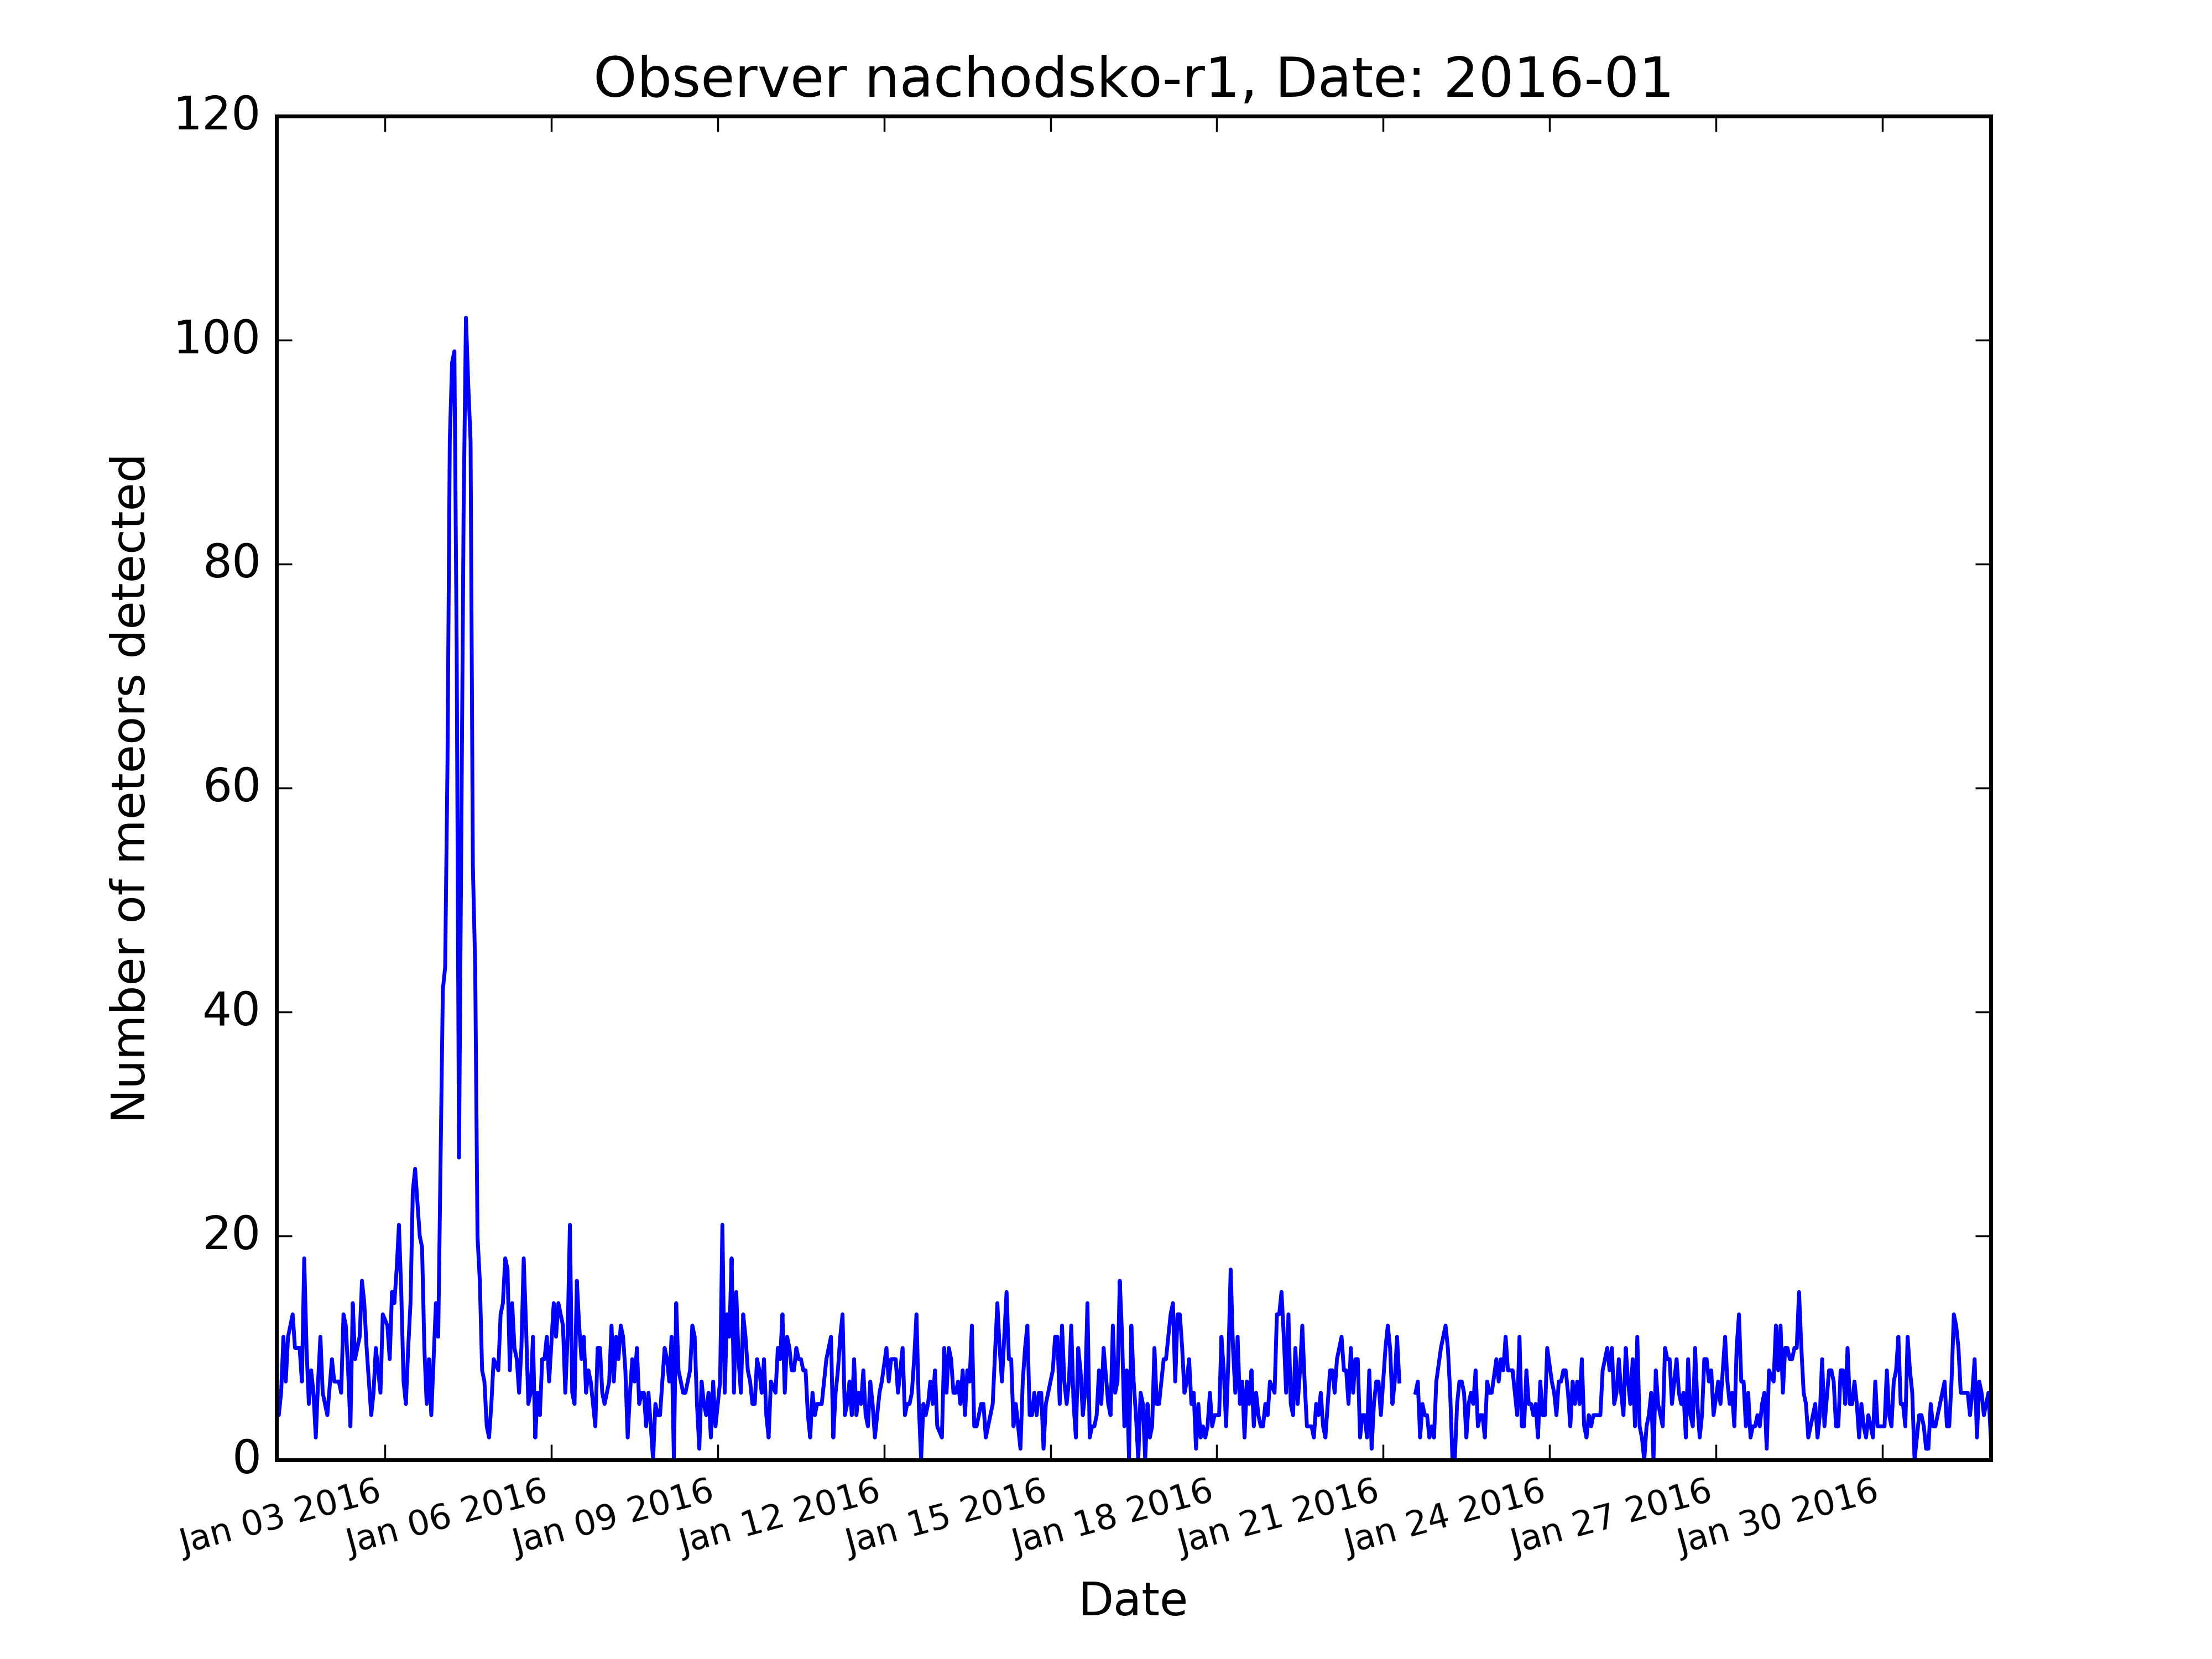 Observer nachodsko-r1, Date: 2016-01
120
100
80
60
40
20
0
Number of meteors detected
Jan 03 2016
Jan 06 2016
Jan 09 2016
Jan 12 2016
Jan 15 2016
Jan 18 2016
Jan 21 2016
Jan 24 2016
Jan 27 2016
Jan 30 2016
Date